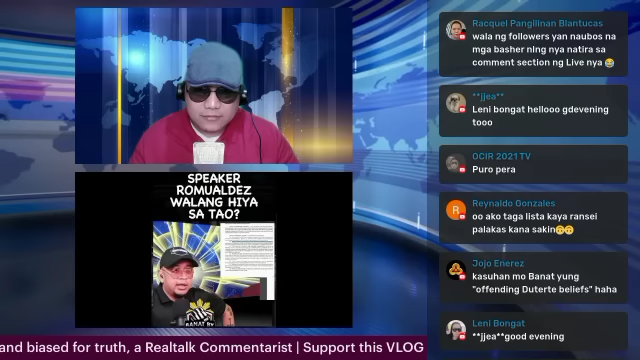 SPEAKER
ROMUALDEZ
WALANG HIYA
SA TAO?
BANAT BY
and biased for truth, a Realtalk Commentarist | Support this VLOG
Racquel Pangilinan Blantucas
wala ng followers yan naubos na
mga basher ning nya natira sa
comment section ng Live nya 😂
**jjea**
Leni bongat hellooo gdevening
tooo
OCIR 2021 TV
Puro pera
R
Reynaldo Gonzales
oo ako taga lista kaya ransei
palakas kana sakin🙃🙃
Jojo Enerez
kasuhan mo Banat yung
"offending Duterte beliefs" haha
Leni Bongat
**jjea**good evening